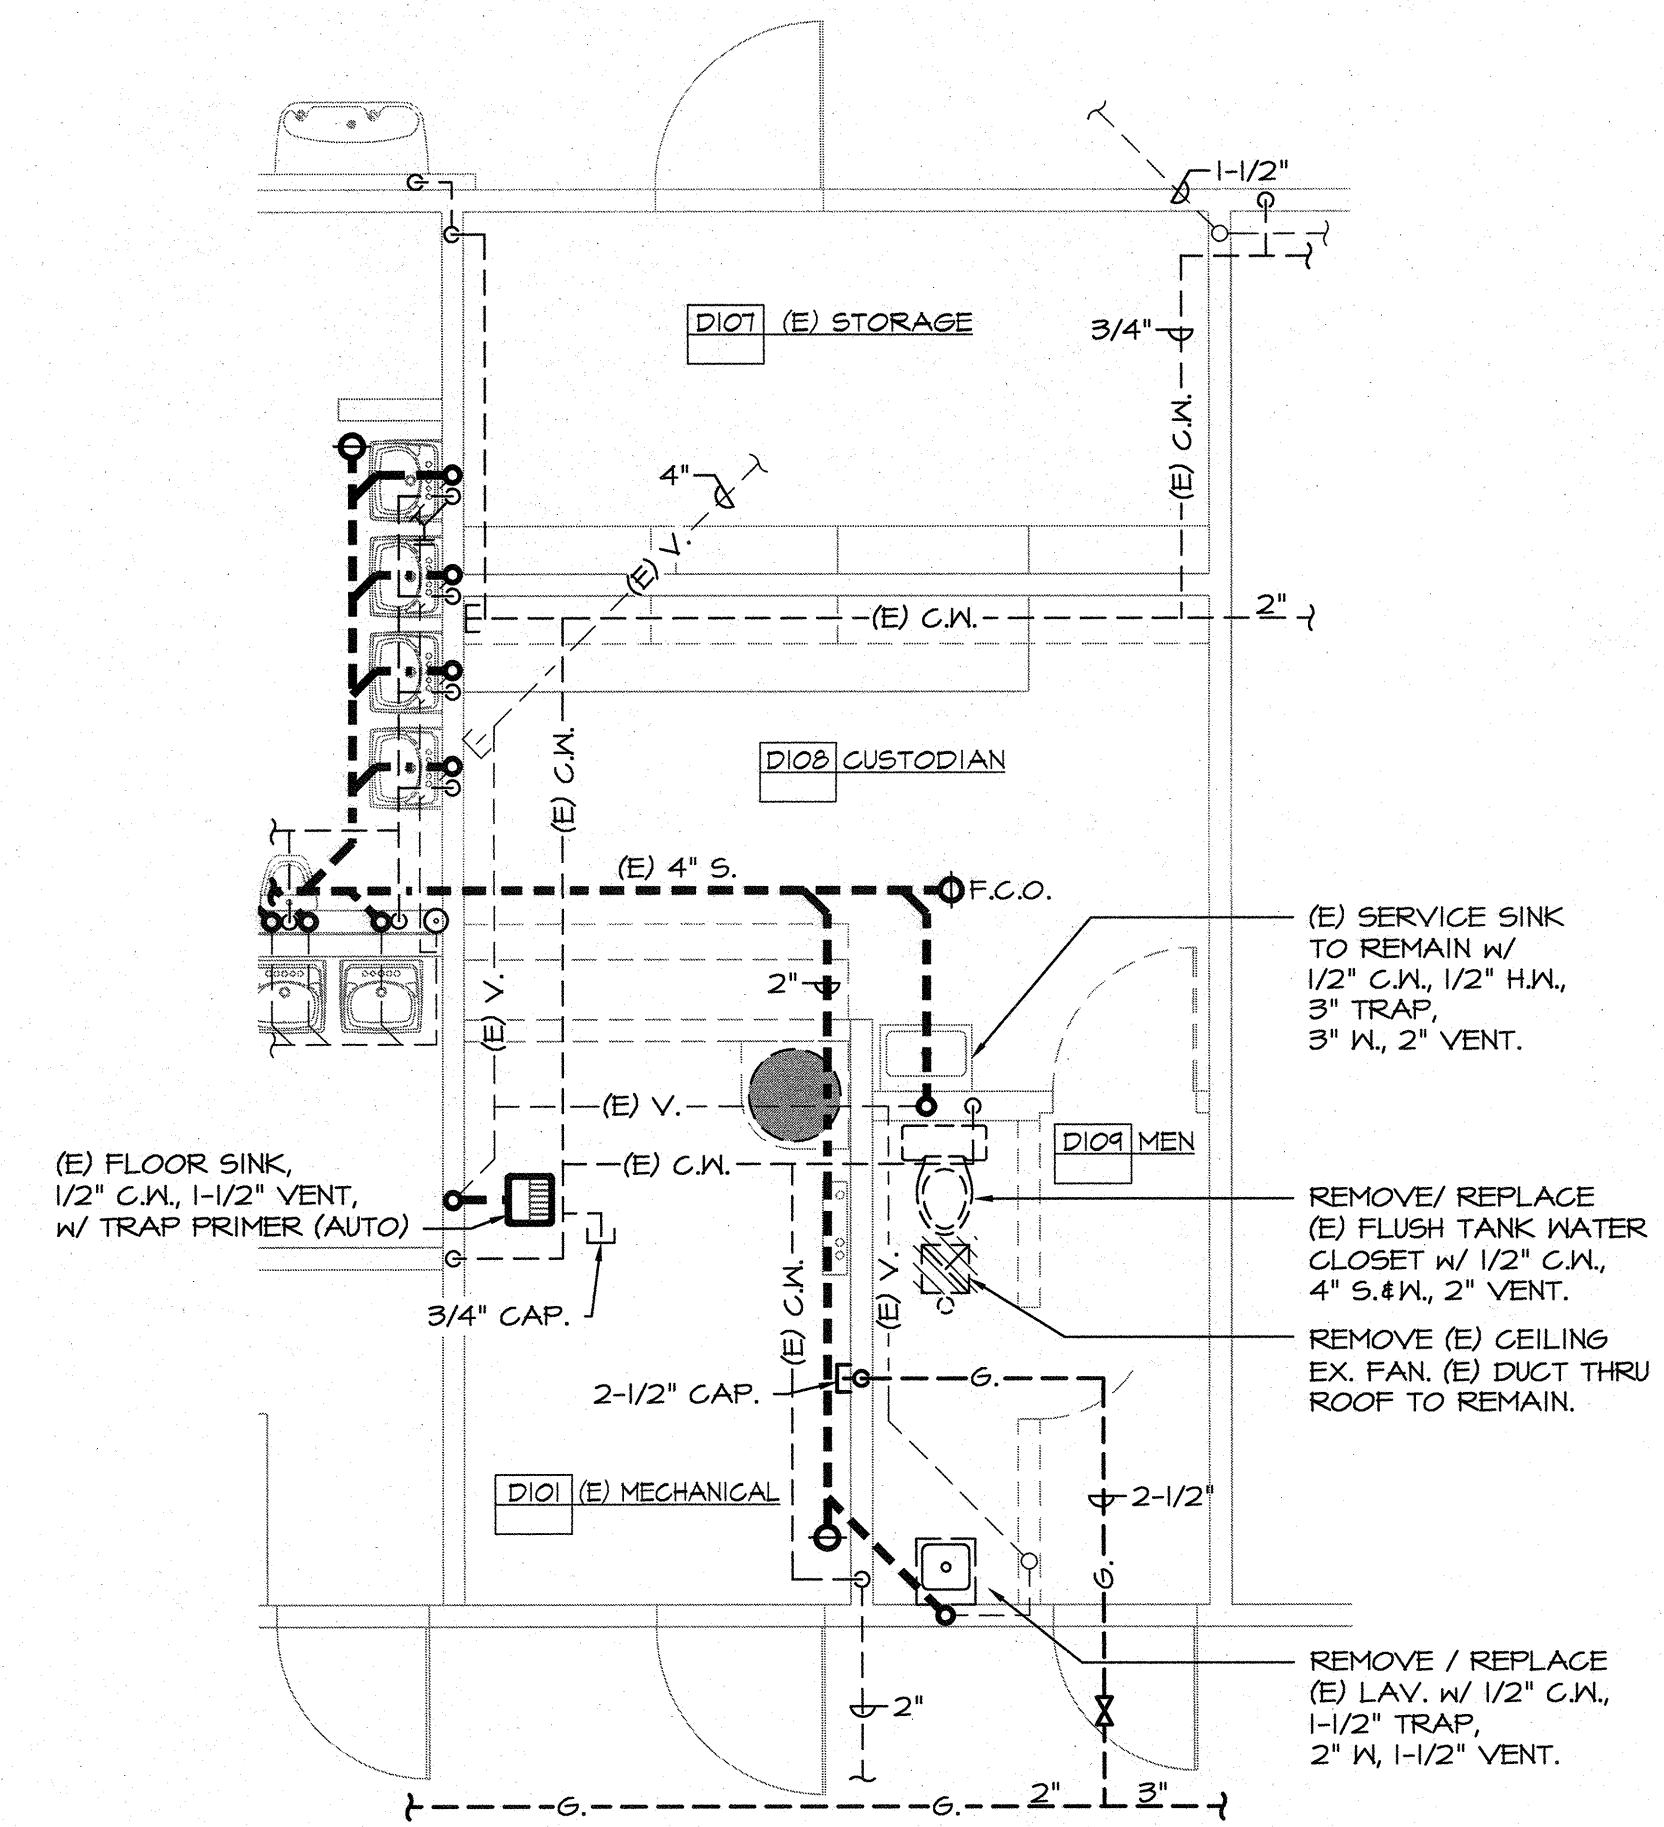 1-1/2"
D107 (E) STORAGE
3/4"
(E) C.W.
4"
(E) V.
(E) C.W.
2"
(E) C.W.
D108 CUSTODIAN
(E) 4" S.
F.C.O.
(E) SERVICE SINK
TO REMAIN W/
1/2" C.W., 1/2" H.W.,
3" TRAP,
3" W., 2" VENT.
2"
(E) V.
(E) V.
D109 MEN
(E) C.W.
(E) FLOOR SINK,
1/2" C.W., 1-1/2" VENT,
W/ TRAP PRIMER (AUTO)
REMOVE/ REPLACE
(E) FLUSH TANK WATER
CLOSET W/ 1/2" C.W.,
4" S.&W., 2" VENT.
(E) C.W.
(E) V.
3/4" CAP.
REMOVE (E) CEILING
EX. FAN. (E) DUCT THRU
ROOF TO REMAIN.
2-1/2" CAP.
G.
D101 (E) MECHANICAL
2-1/2"
G.
REMOVE / REPLACE
(E) LAV. W/ 1/2" C.W.,
1-1/2" TRAP,
2" W, 1-1/2" VENT.
2"
G.
G.
2"
3"